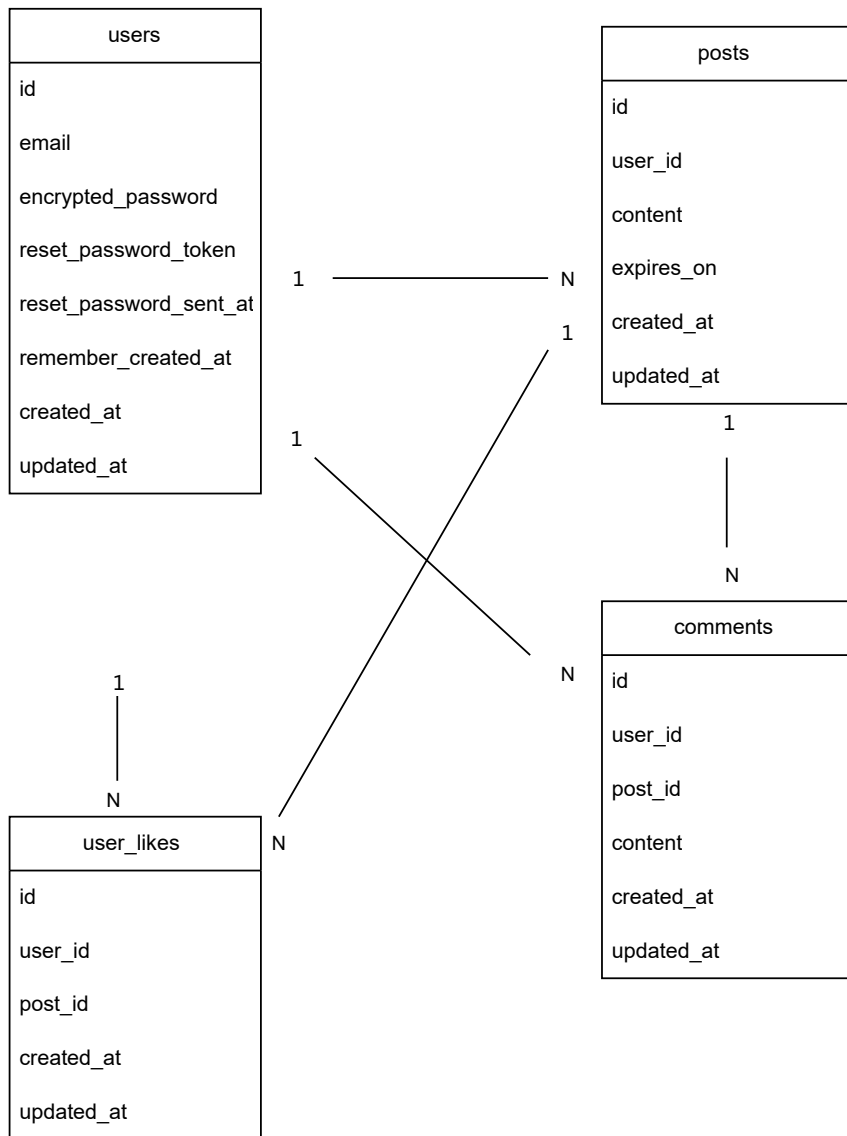 users
id
email
encrypted_password
reset_password_token
reset_password_sent_at
remember_created_at
created_at
updated_at
posts
id
user_id
content
expires_on
created_at
updated_at
1
N
1
1
1
N
N
comments
id
user_id
post_id
content
created_at
updated_at
1
N
N
user_likes
id
user_id
post_id
created_at
updated_at